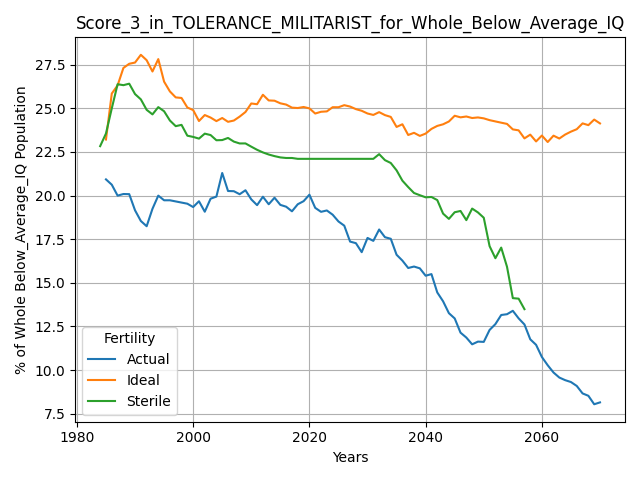 Score_3_in_TOLERANCE_MILITARIST_for_Whole_Below_Average_IQ
% of Whole Below_Average_IQ Population
27.5
25.0
22.5
20.0
17.5
15.0
12.5
10.0
7.5
Fertility
Actual
Ideal
Sterile
1980 2000 2020 2040 2060
Years